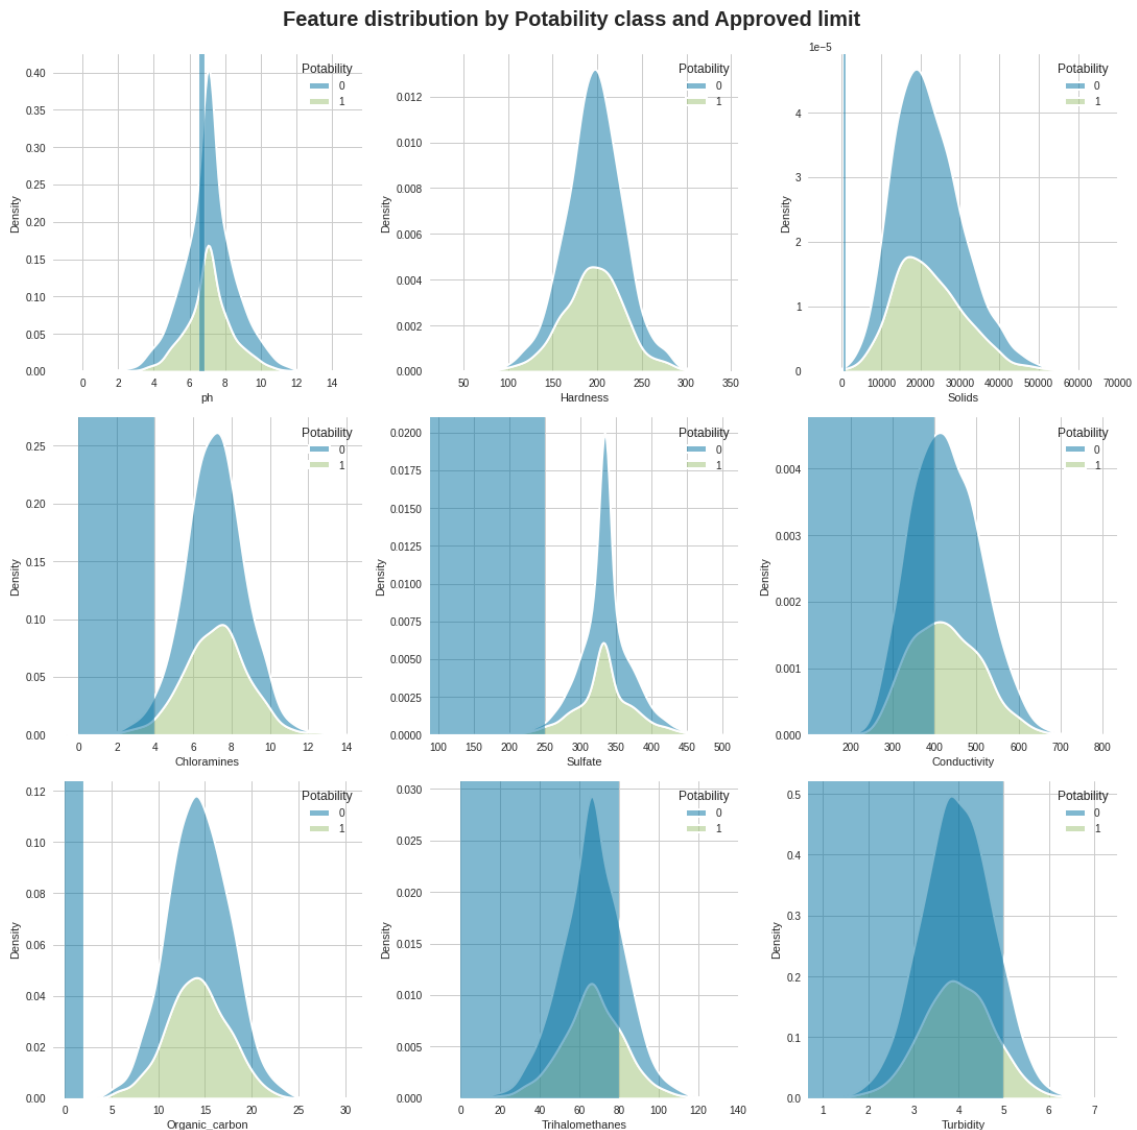 Feature distribution by Potability class and Approved limit
Potability
0
1
0.40
0.35
0.30
0.25
0.20
0.15
0.10
0.05
0.00
Density
0 2 4 6 8 10 12 14
ph
Potability
0
1
0.012
0.010
0.008
0.006
0.004
0.002
0.000
Density
50 100 150 200 250 300 350
Hardness
1e−5
Potability
0
1
4
3
2
1
0
Density
0 10000 20000 30000 40000 50000 60000 70000
Solids
Potability
0
1
0.25
0.20
0.15
0.10
0.05
0.00
Density
0 2 4 6 8 10 12 14
Chloramines
Potability
0
1
0.0200
0.0175
0.0150
0.0125
0.0100
0.0075
0.0050
0.0025
0.0000
Density
100 150 200 250 300 350 400 450 500
Sulfate
Potability
0
1
0.004
0.003
0.002
0.001
0.000
Density
200 300 400 500 600 700 800
Conductivity
Potability
0
1
0.12
0.10
0.08
0.06
0.04
0.02
0.00
Density
0 5 10 15 20 25 30
Organic_carbon
Potability
0
1
0.030
0.025
0.020
0.015
0.010
0.005
0.000
Density
0 20 40 60 80 100 120 140
Trihalomethanes
Potability
0
1
0.5
0.4
0.3
0.2
0.1
0.0
Density
1 2 3 4 5 6 7
Turbidity